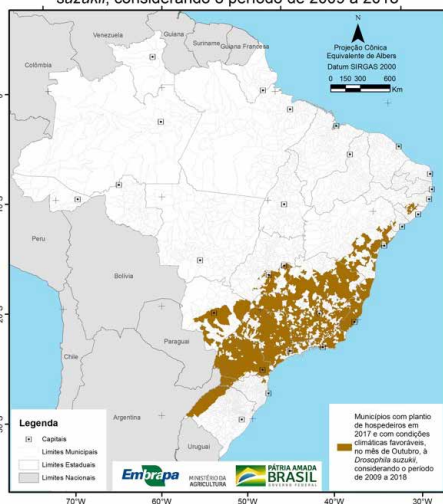 suzukii, considerando o período de 2009 a 2018
N
Projeção Cônica
Equivalente de Albers
Datum SIRGAS 2000
0 150 300 600
Km
Venezuela
Guiana
Suriname
Guiana Francesa
Colômbia
Peru
Bolívia
Paraguai
Chile
Argentina
Uruguai
Legenda
Capitais
Limites Municipais
Limites Estaduais
Limites Nacionais
Embrapa
MINISTÉRIO DA
AGRICULTURA
PÁTRIA AMADA
BRASIL
GOVERNO FEDERAL
Municípios com plantio
de hospedeiros em
2017 e com condições
climáticas favoráveis,
no mês de Outubro, à
Drosophila suzukii,
considerando o período
de 2009 a 2018
70°W 60°W 50°W 40°W 30°W